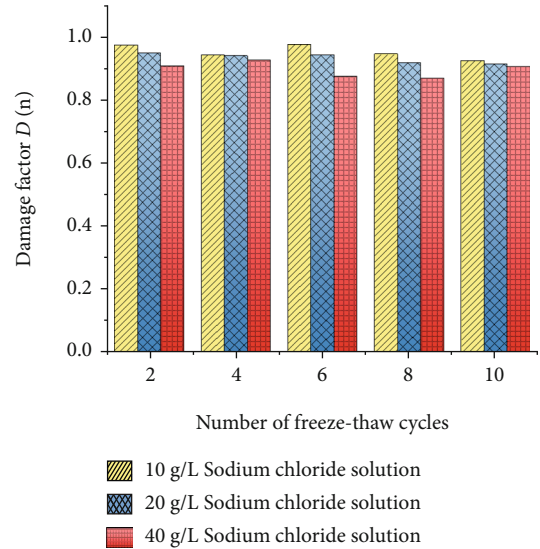 Damage factor D (n)
1.0
0.8
0.6
0.4
0.2
0.0
2 4 6 8 10
Number of freeze-thaw cycles
10 g/L Sodium chloride solution
20 g/L Sodium chloride solution
40 g/L Sodium chloride solution